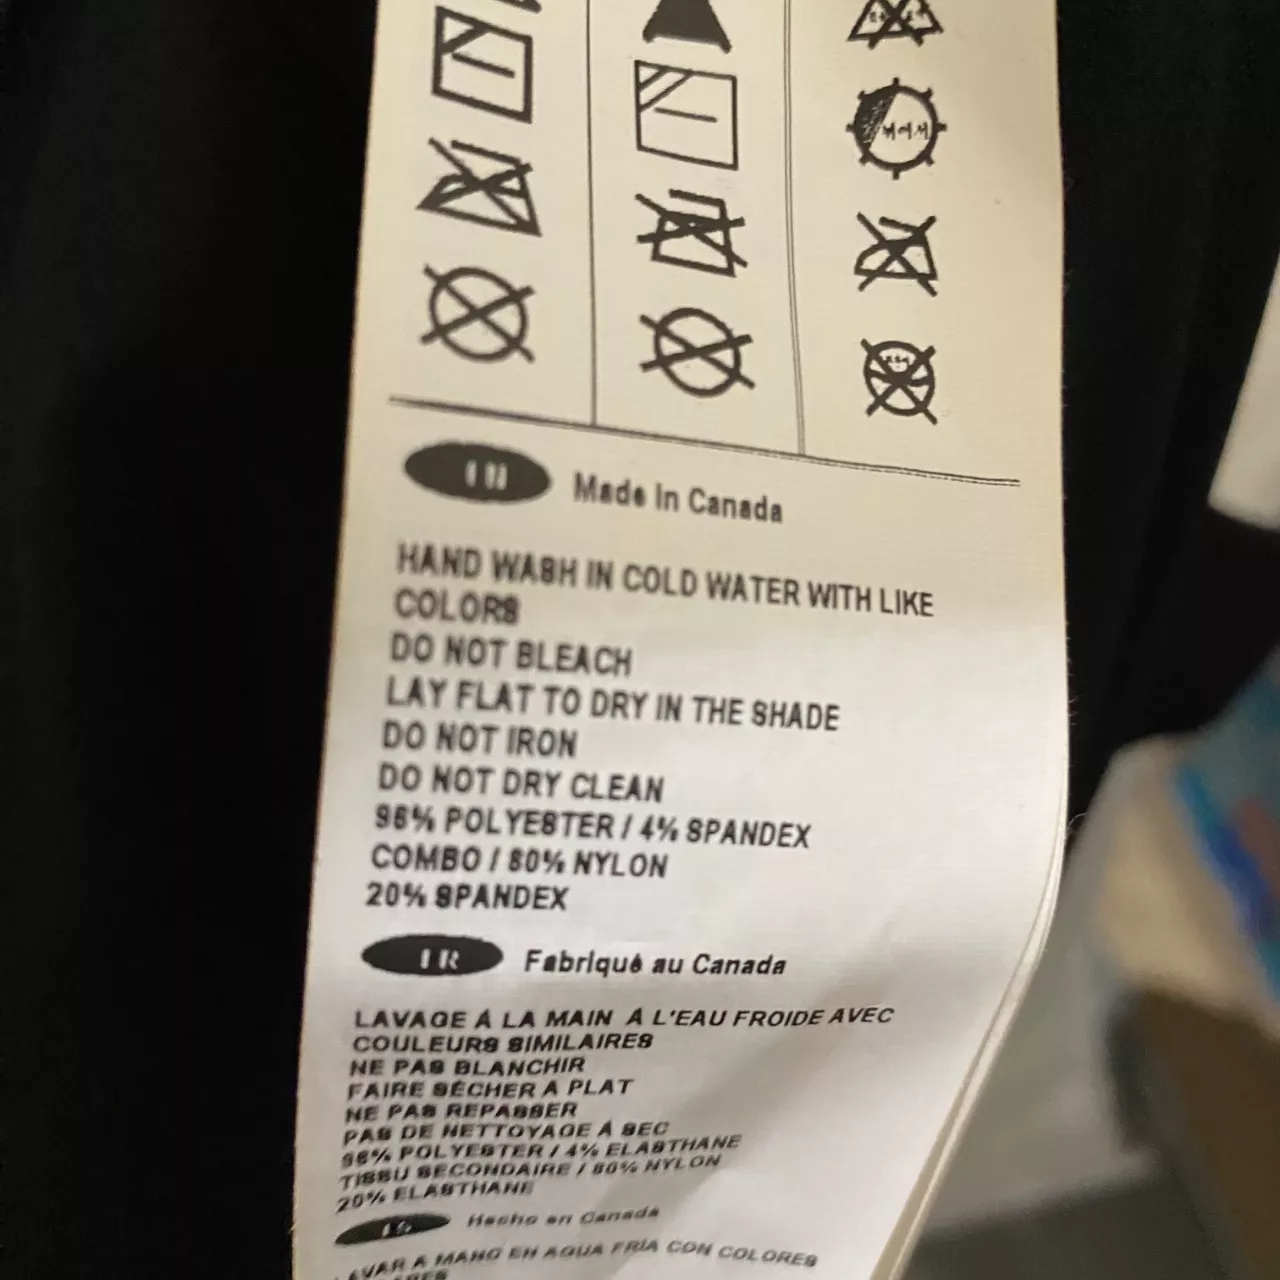 뉘어서
Made In Canada
HAND WASH IN COLD WATER WITH LIKE
COLORS
DO NOT BLEACH
LAY FLAT TO DRY IN THE SHADE
DO NOT IRON
DO NOT DRY CLEAN
96% POLYESTER / 4% SPANDEX
COMBO / 80% NYLON
20% SPANDEX
FR Fabriqué au Canada
LAVAGE Á LA MAIN Á L'EAU FROIDE AVEC
COULEURS SIMILAIRES
NE PAS BLANCHIR
FAIRE SÉCHER A PLAT
NE PAS REPASSER
PAS DE NETTOYAGE Á SEC
96% POLYESTER / 4% ELASTHANE
TISSU SECONDAIRE / 80% NYLON
20% ELASTHANE
Hecho en Canada
LAVAR A MANO EN AGUA FRÍA CON COLORES